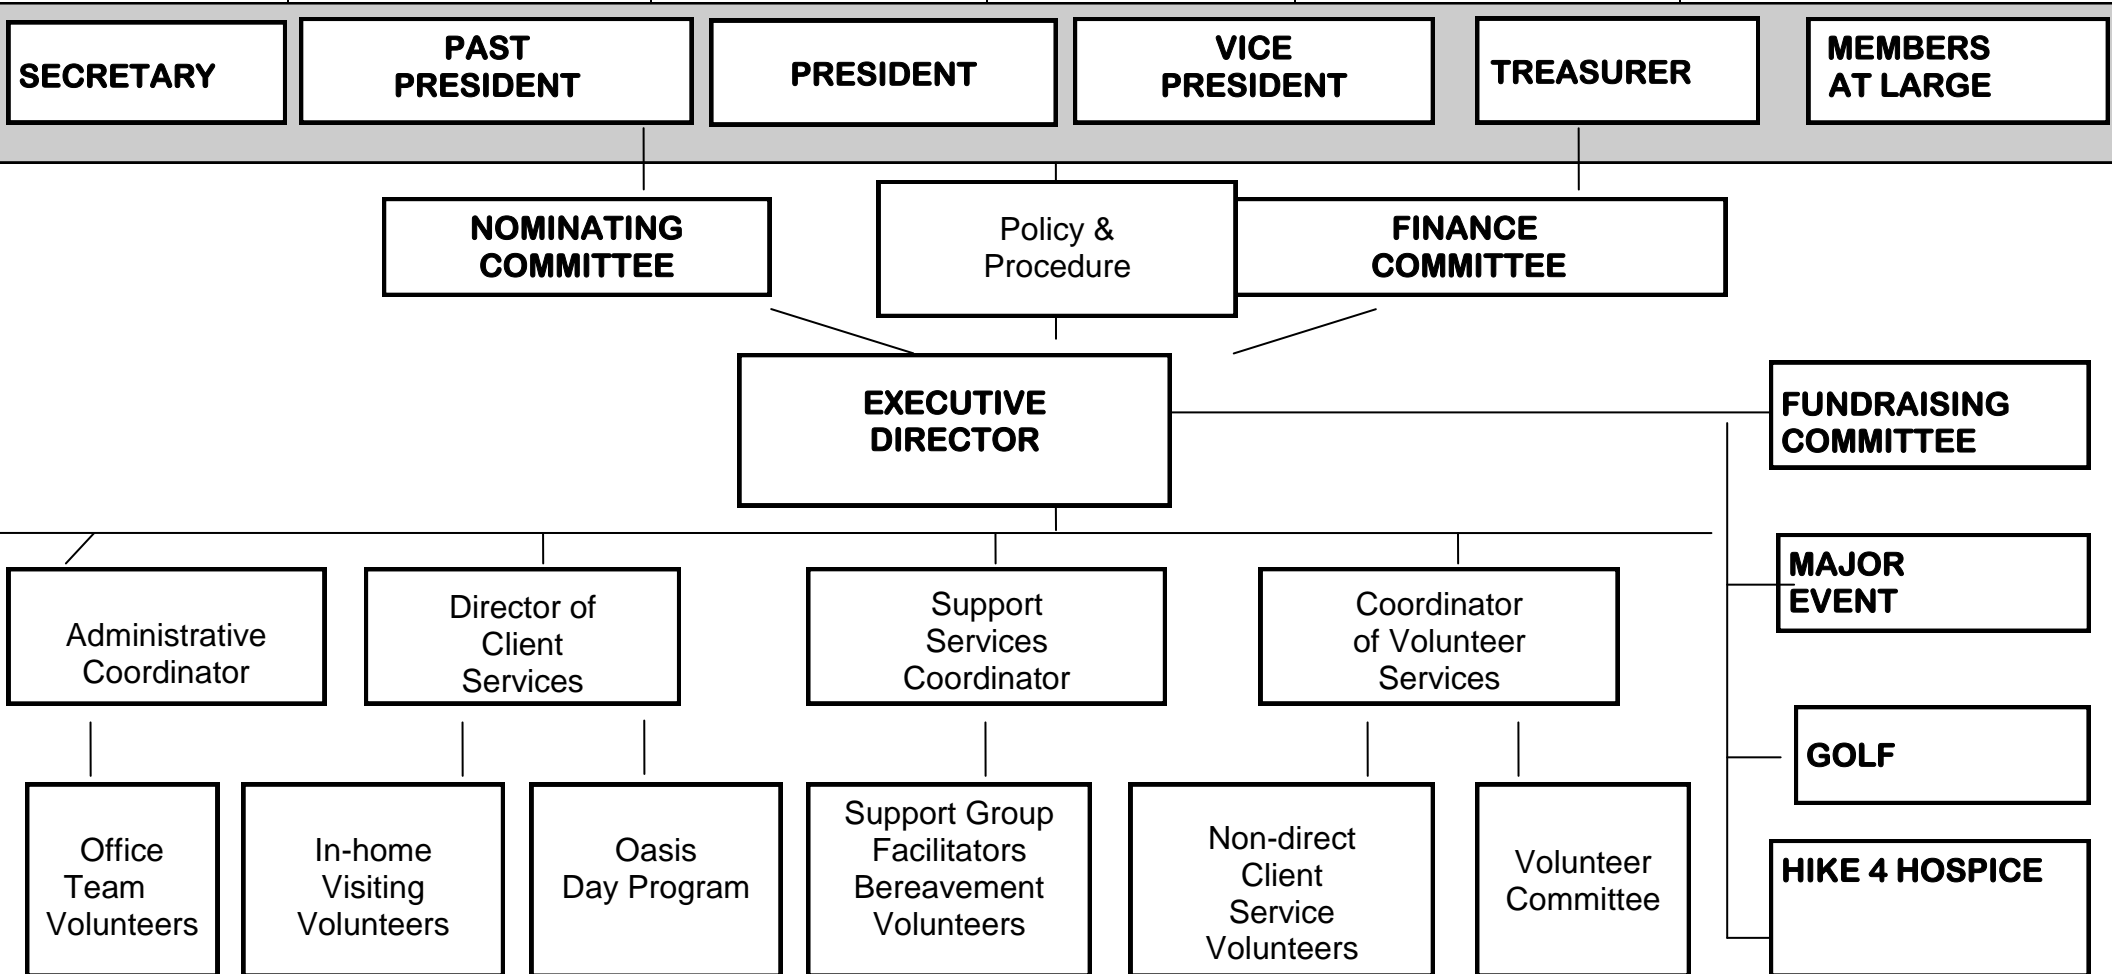 SECRETARY
PAST
PRESIDENT
PRESIDENT
VICE
PRESIDENT
TREASURER
MEMBERS
AT LARGE
NOMINATING
COMMITTEE
Policy &
Procedure
FINANCE
COMMITTEE
EXECUTIVE
DIRECTOR
FUNDRAISING
COMMITTEE
MAJOR
EVENT
GOLF
HIKE 4 HOSPICE
Administrative
Coordinator
Director of
Client
Services
Support
Services
Coordinator
Coordinator
of Volunteer
Services
Office
Team
Volunteers
In-home
Visiting
Volunteers
Oasis
Day Program
Support Group
Facilitators
Bereavement
Volunteers
Non-direct
Client
Service
Volunteers
Volunteer
Committee